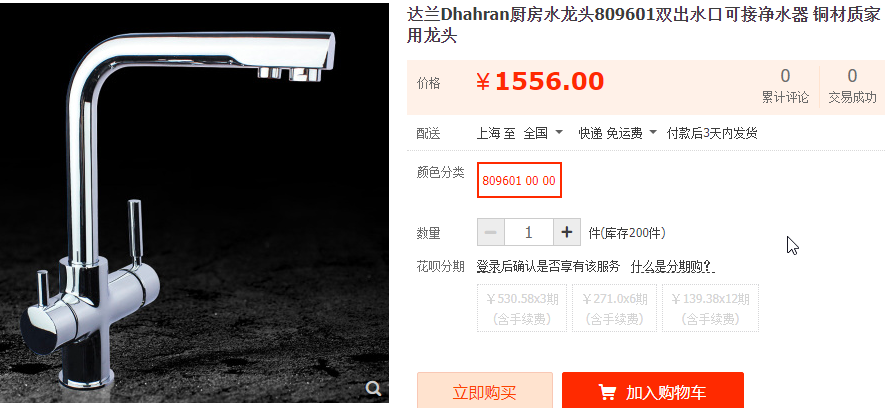 达兰Dhahran厨房水龙头809601双出水口可接净水器 铜材质家
用龙头
价格
￥1556.00
0
累计评论
0
交易成功
配送
上海 至 全国
快递 免运费
付款后3天内发货
颜色分类
809601 00 00
数量
1
件(库存200件)
花呗分期
登录后确认是否享有该服务
什么是分期购？
￥530.58x3期
(含手续费)
￥271.0x6期
(含手续费)
￥139.38x12期
(含手续费)
立即购买
加入购物车